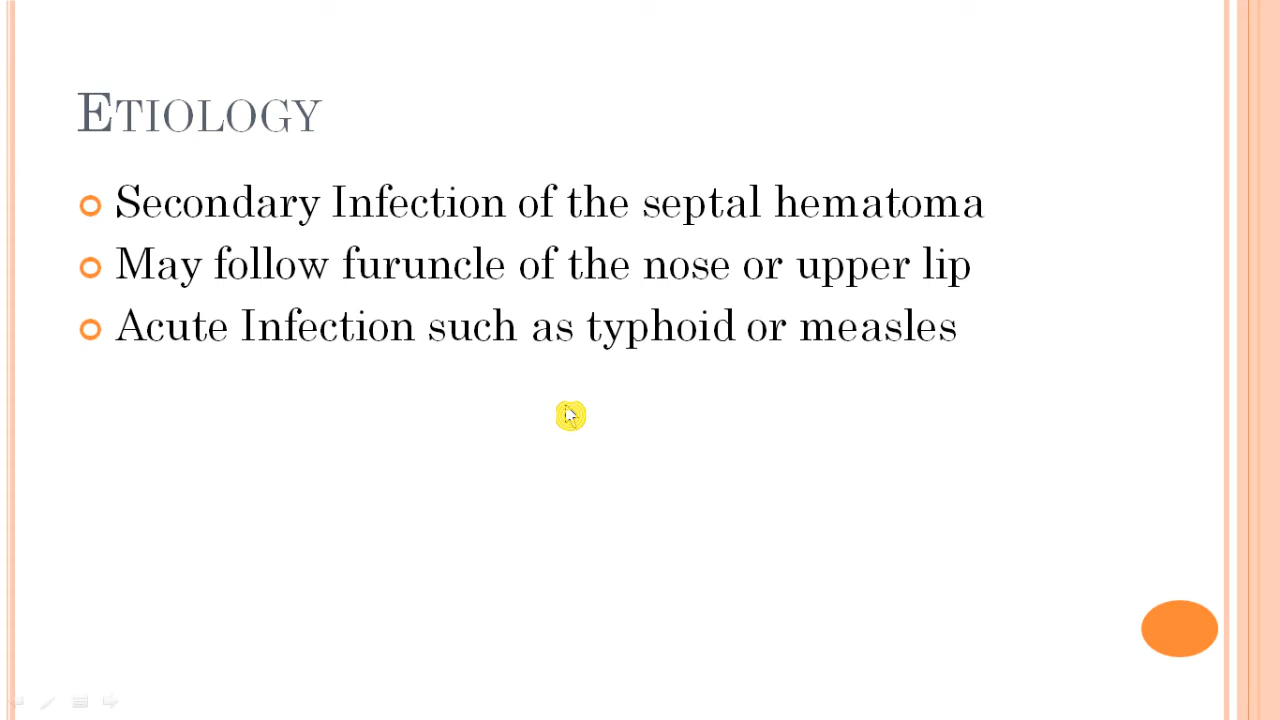 Etiology
Secondary Infection of the septal hematoma
May follow furuncle of the nose or upper lip
Acute Infection such as typhoid or measles